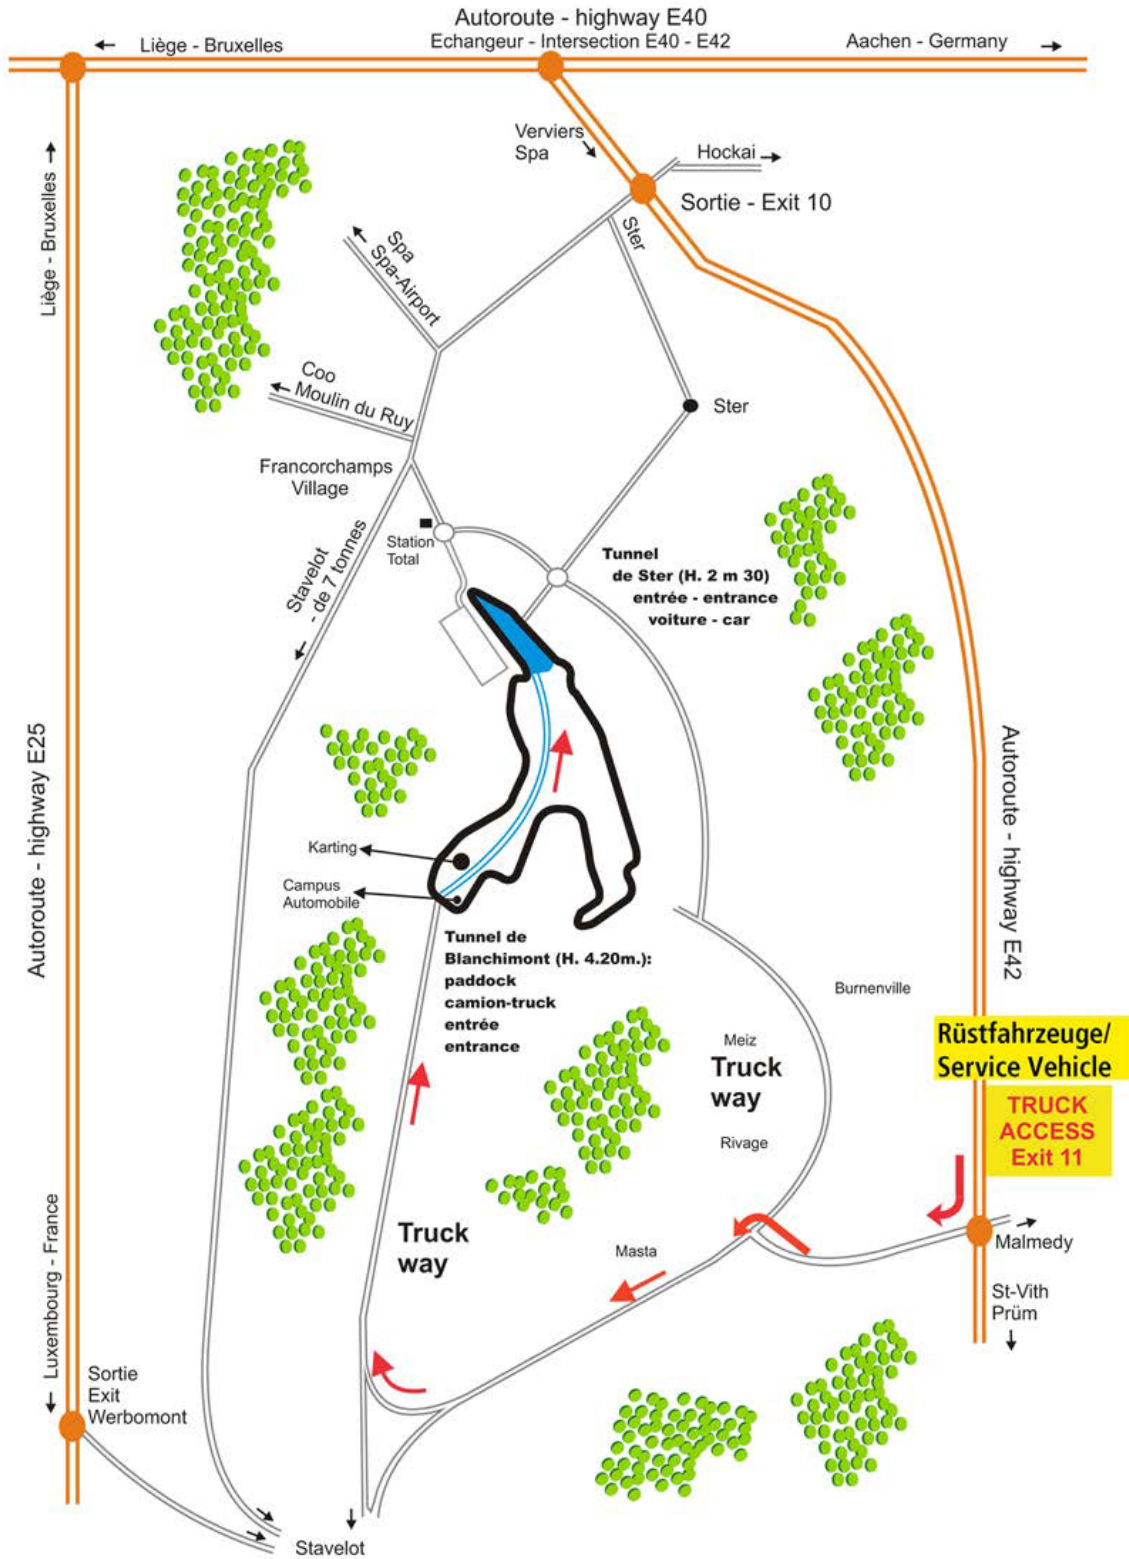 Autoroute - highway E40
Liège - Bruxelles
Echangeur - Intersection E40 - E42
Aachen - Germany
Verviers
Spa
Hockai
Sortie - Exit 10
Liège - Bruxelles
Ster
Spa
Spa-Airport
Coo
Moulin du Ruy
Ster
Francorchamps
Village
Station
Total
Stavelot
- de 7 tonnes
Tunnel
de Ster (H. 2 m 30)
entrée - entrance
voiture - car
Autoroute - highway E25
Autoroute - highway E42
Karting
Campus
Automobile
Tunnel de
Blanchimont (H. 4.20m.):
paddock
camion-truck
entrée
entrance
Burnenville
Meiz
Truck
way
Rüstfahrzeuge/
Service Vehicle
TRUCK
ACCESS
Exit 11
Rivage
Truck
way
Masta
Malmedy
St-Vith
Prüm
Luxembourg - France
Sortie
Exit
Werbomont
Stavelot